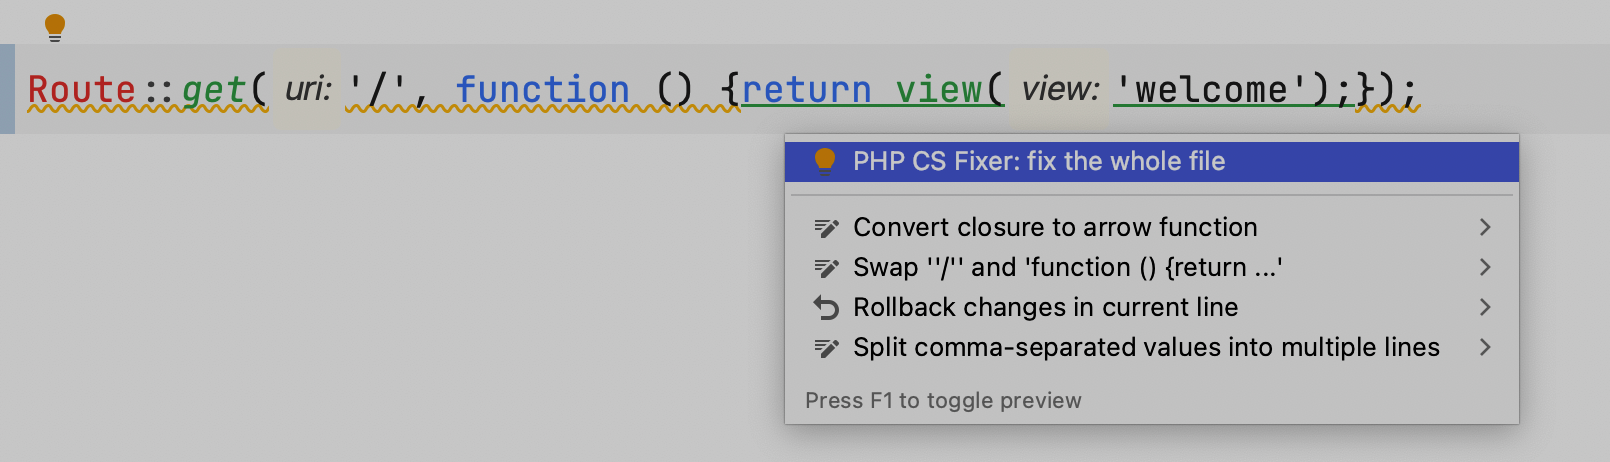 Route::get( uri: '/', function () {return view( view: 'welcome');});
PHP CS Fixer: fix the whole file
Convert closure to arrow function
Swap ''/'' and 'function () {return ...'
Rollback changes in current line
Split comma-separated values into multiple lines
Press F1 to toggle preview